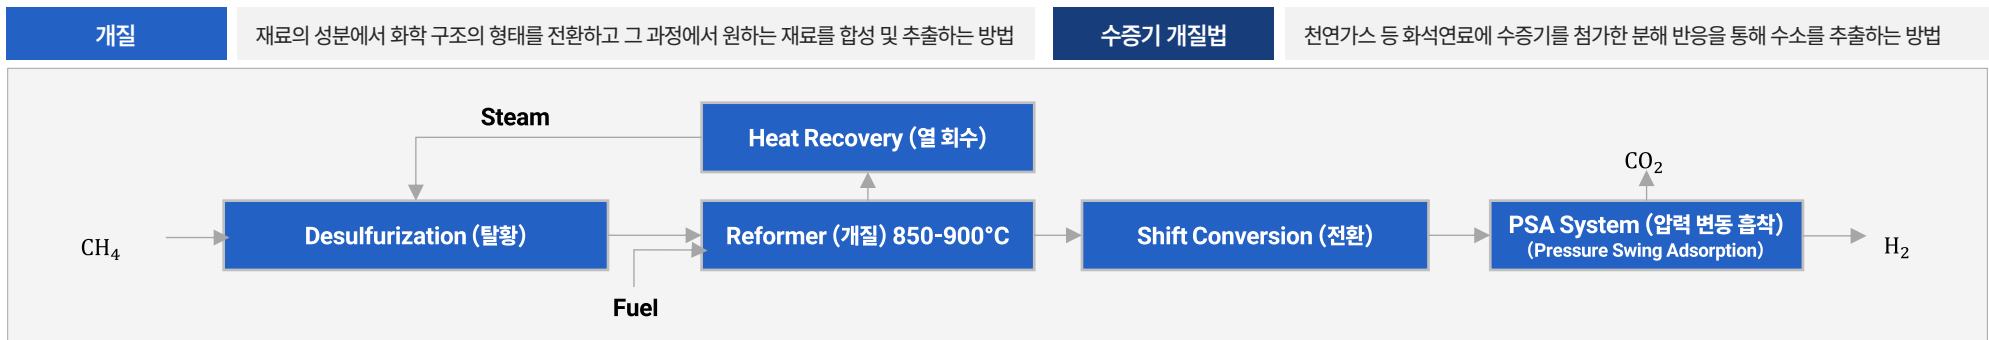 개질
재료의 성분에서 화학 구조의 형태를 전환하고 그 과정에서 원하는 재료를 합성 및 추출하는 방법
수증기 개질법
천연가스 등 화석연료에 수증기를 첨가한 분해 반응을 통해 수소를 추출하는 방법
Steam
Heat Recovery (열 회수)
CO₂
CH₄
Desulfurization (탈황)
Reformer (개질) 850-900°C
Shift Conversion (전환)
PSA System (압력 변동 흡착)
(Pressure Swing Adsorption)
H₂
Fuel